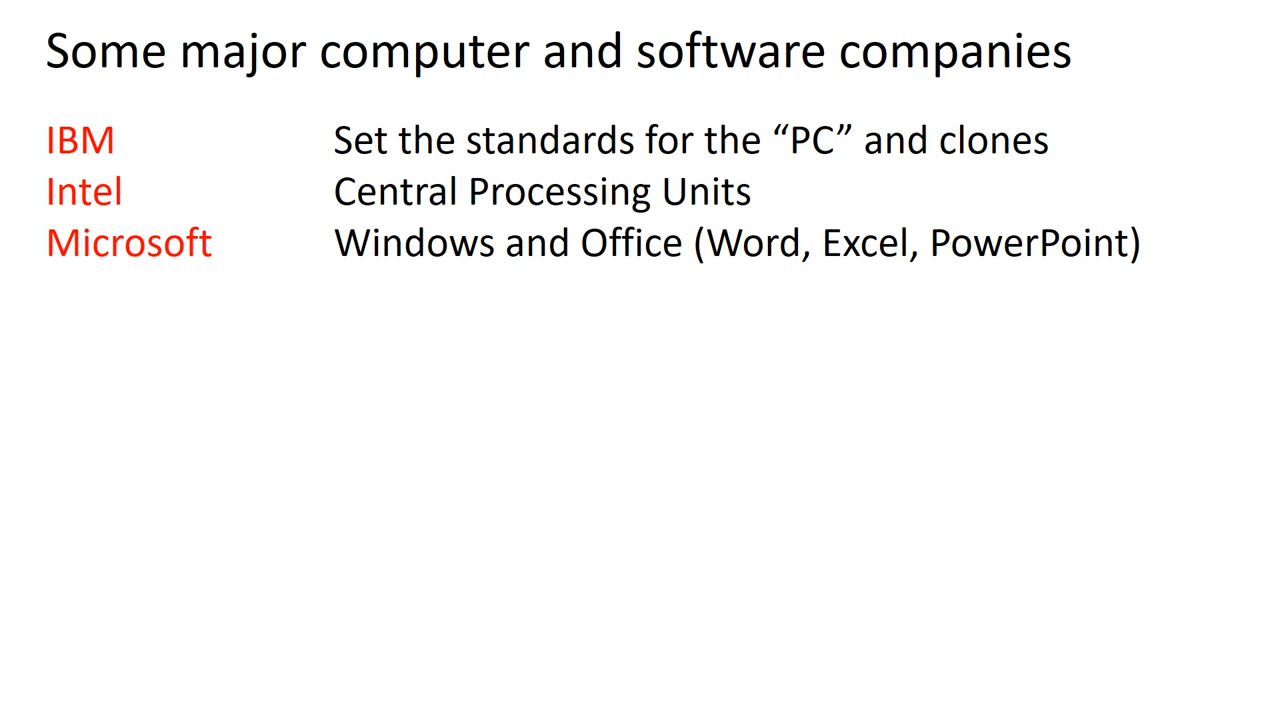 Some major computer and software companies
IBM Set the standards for the “PC” and clones
Intel Central Processing Units
Microsoft Windows and Office (Word, Excel, PowerPoint)